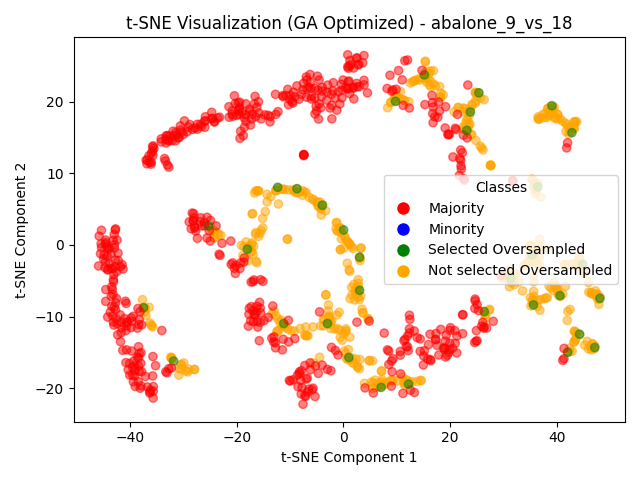 t-SNE Visualization (GA Optimized) - abalone_9_vs_18
t-SNE Component 2
20
10
0
−10
−20
Classes
Majority
Minority
Selected Oversampled
Not selected Oversampled
−40
−20
0
20
40
t-SNE Component 1